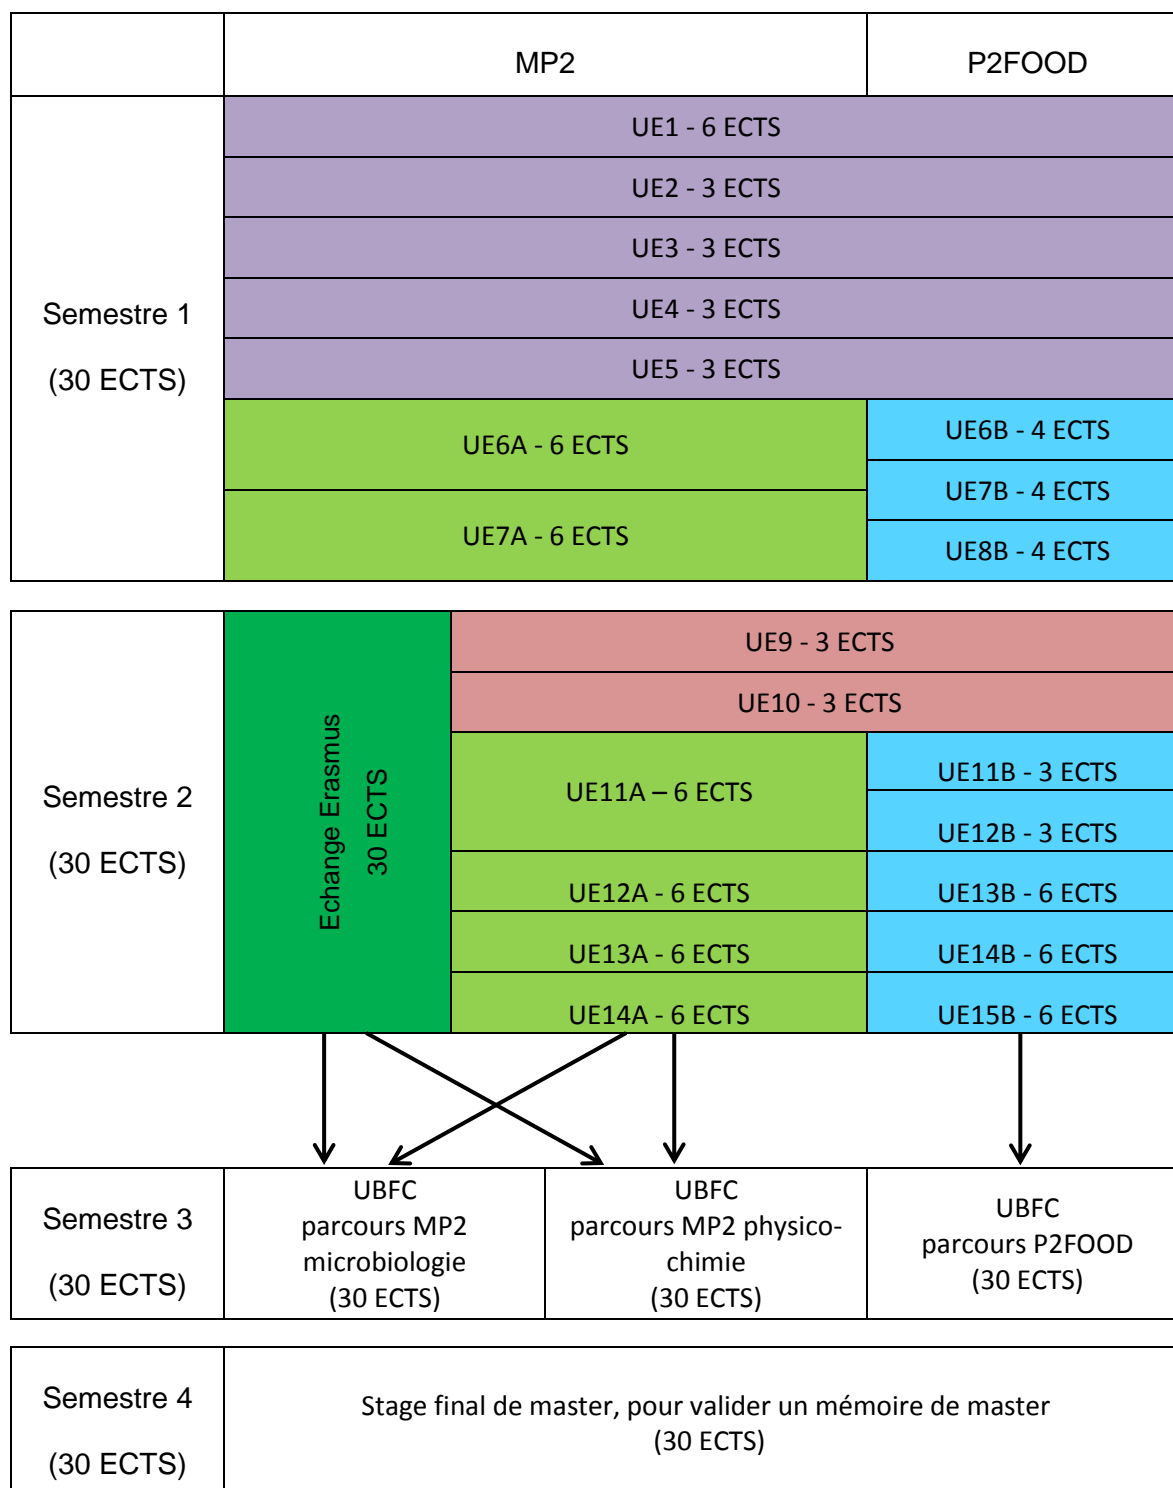 MP2
P2FOOD
Semestre 1
(30 ECTS)
UE1 - 6 ECTS
UE2 - 3 ECTS
UE3 - 3 ECTS
UE4 - 3 ECTS
UE5 - 3 ECTS
UE6A - 6 ECTS
UE7A - 6 ECTS
UE6B - 4 ECTS
UE7B - 4 ECTS
UE8B - 4 ECTS
Semestre 2
(30 ECTS)
Echange Erasmus
30 ECTS
UE9 - 3 ECTS
UE10 - 3 ECTS
UE11A – 6 ECTS
UE12A - 6 ECTS
UE13A - 6 ECTS
UE14A - 6 ECTS
UE11B - 3 ECTS
UE12B - 3 ECTS
UE13B - 6 ECTS
UE14B - 6 ECTS
UE15B - 6 ECTS
Semestre 3
(30 ECTS)
UBFC
parcours MP2
microbiologie
(30 ECTS)
UBFC
parcours MP2 physico-
chimie
(30 ECTS)
UBFC
parcours P2FOOD
(30 ECTS)
Semestre 4
(30 ECTS)
Stage final de master, pour valider un mémoire de master
(30 ECTS)